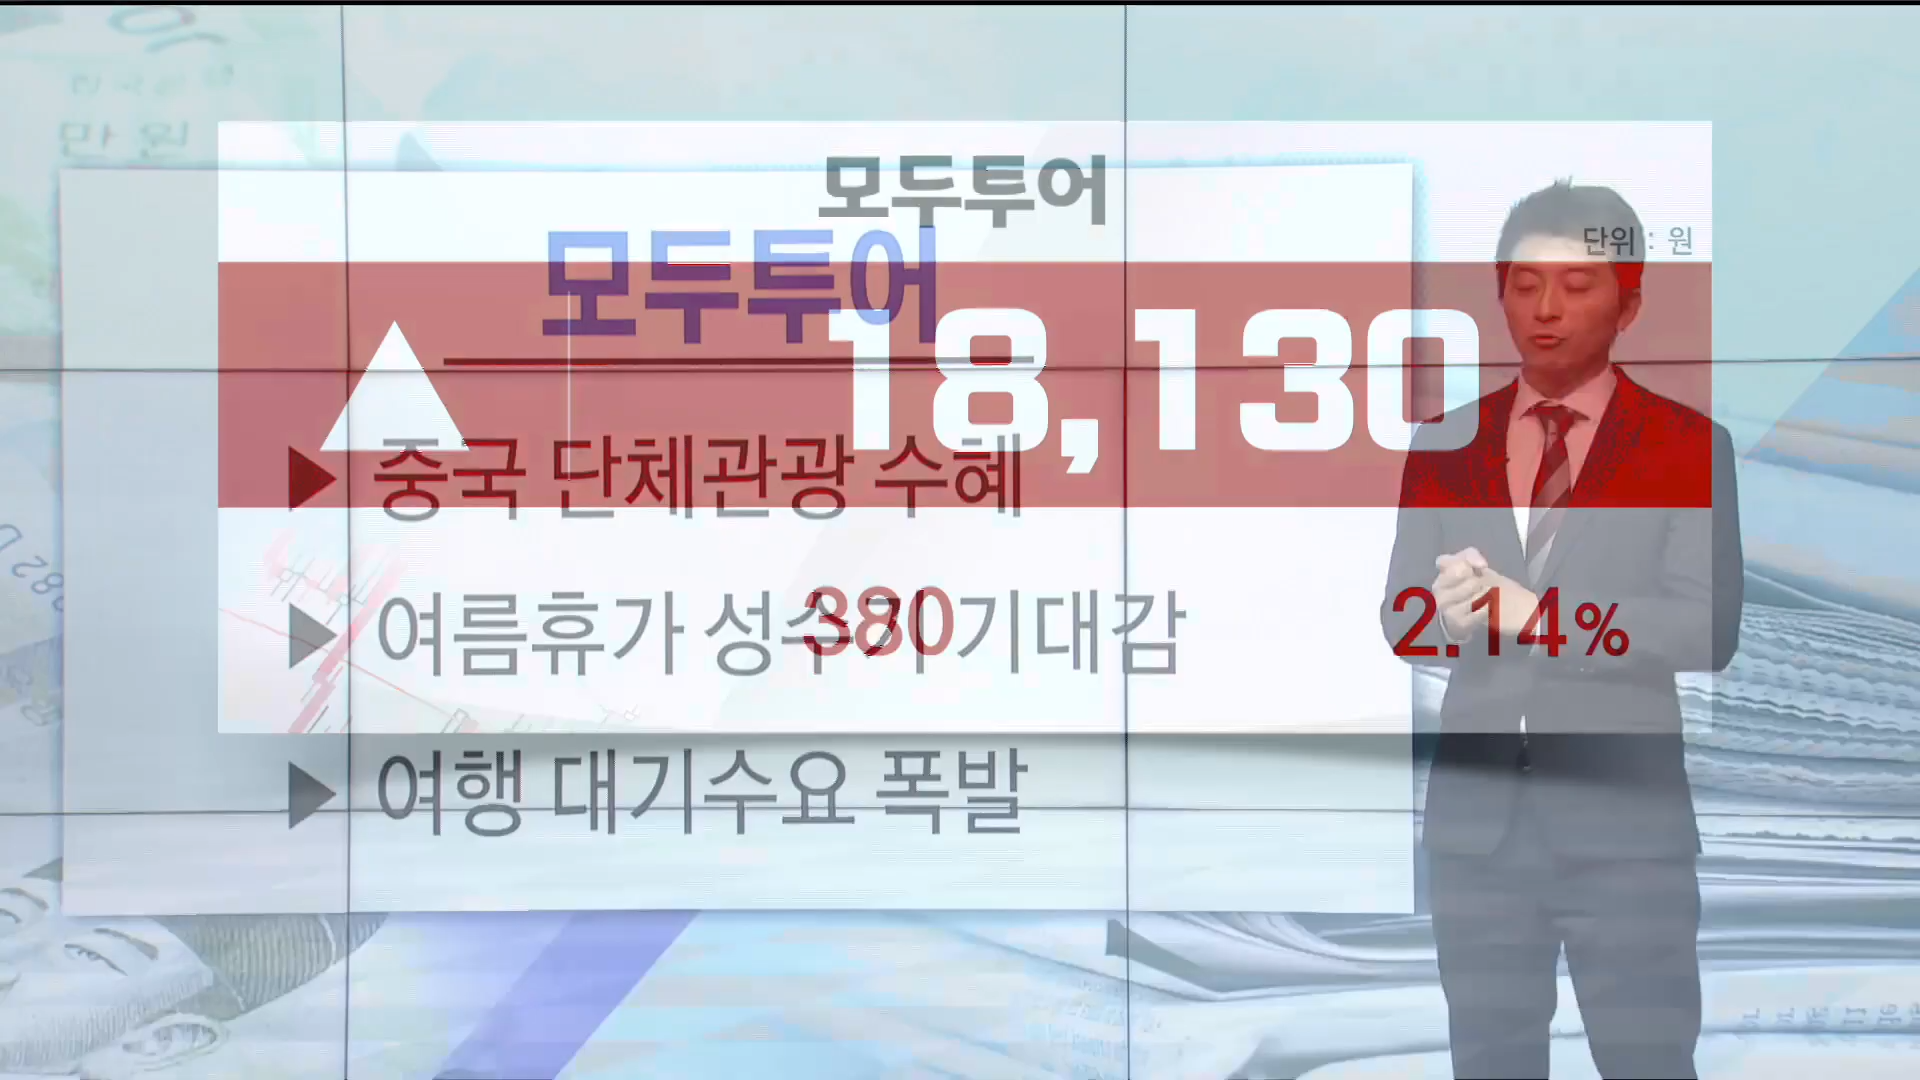 만 원
모두투어
단위 : 원
모두투어
▲ 18,130
▶ 중국 단체관광 수혜
▶ 여름휴가 성수기 기대감
380 2.14%
▶ 여행 대기수요 폭발